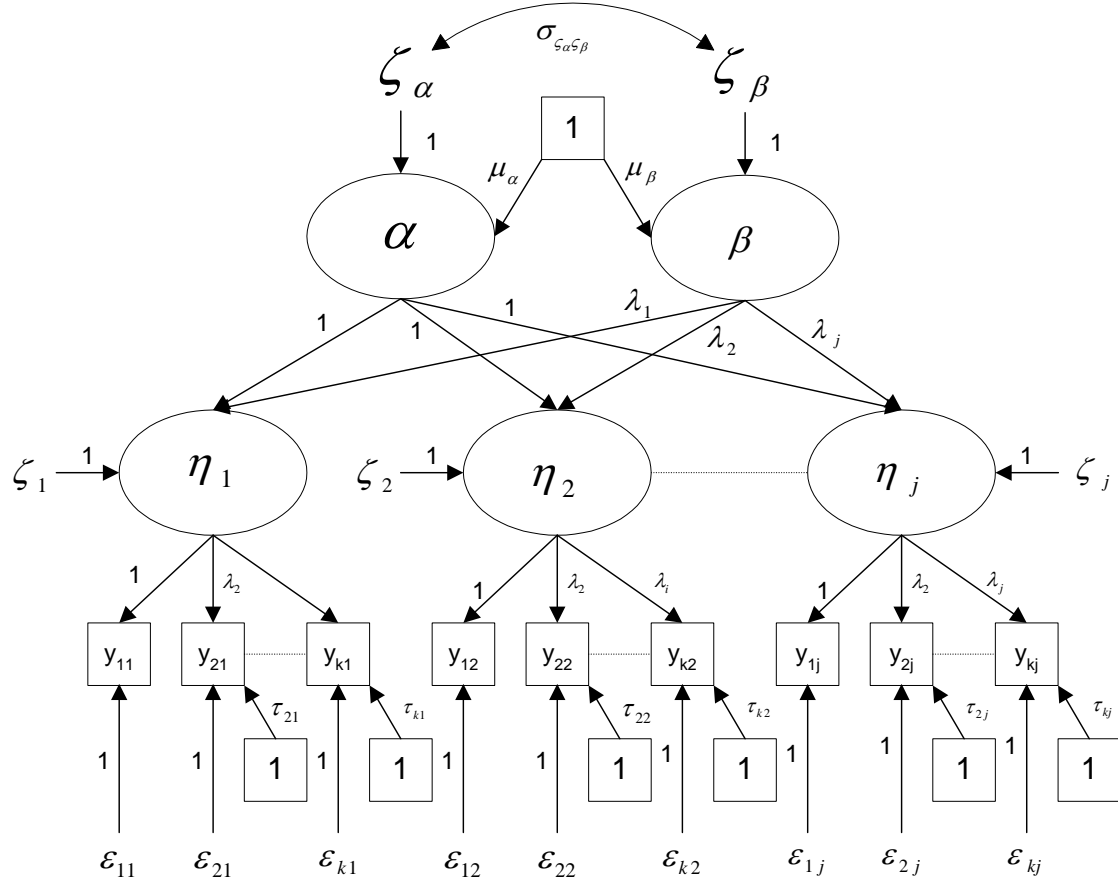 σ_ςαςβ
ζ_α ζ_β
1 1 1
μ_α μ_β
α β
1 1 1 λ_1 λ_2 λ_j
ζ_1 1 η_1 ζ_2 1 η_2 η_j 1 ζ_j
1 λ_2 1 λ_2 λ_i 1 λ_2 λ_j
y_11 y_21 y_k1 y_12 y_22 y_k2 y_1j y_2j y_kj
τ_21 τ_k1 τ_22 τ_k2 τ_2j τ_kj
1 1 1 1 1 1 1 1 1 1 1 1 1 1 1
ε_11 ε_21 ε_k1 ε_12 ε_22 ε_k2 ε_1j ε_2j ε_kj